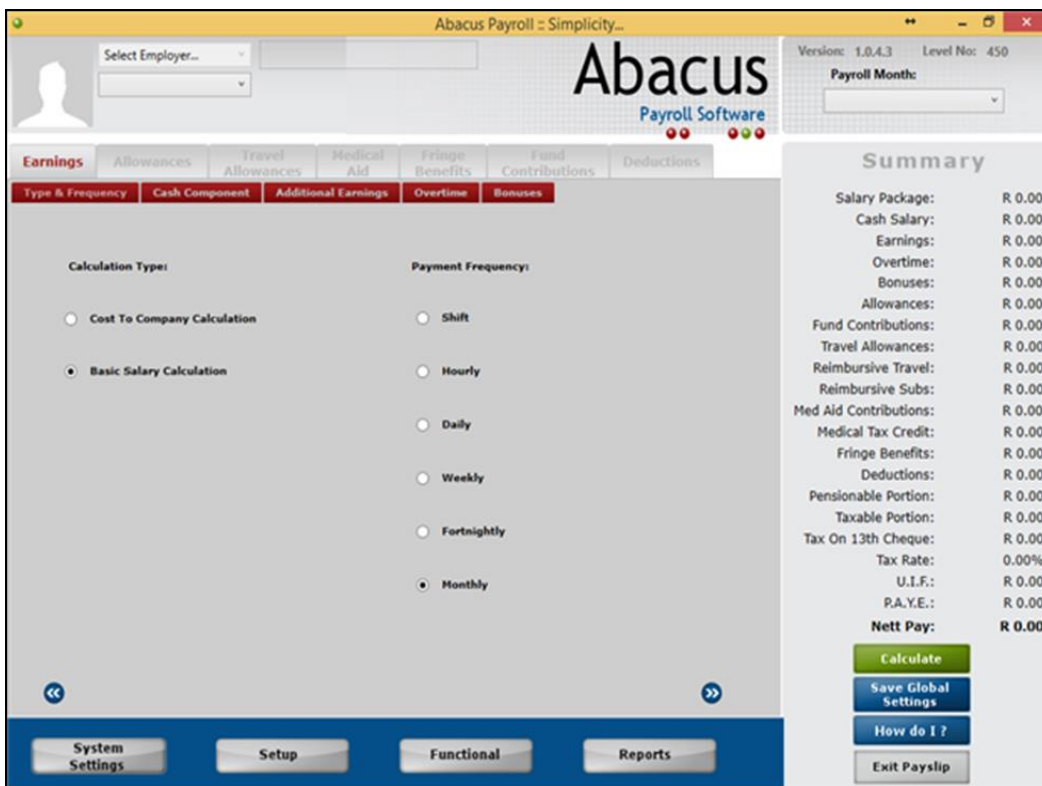 Abacus Payroll :: Simplicity...
Select Employer...
Abacus
Payroll Software
Version: 1.0.4.3 Level No: 450
Payroll Month:
Earnings
Allowances
Travel
Allowances
Medical
Aid
Fringe
Benefits
Fund
Contributions
Deductions
Type & Frequency
Cash Component
Additional Earnings
Overtime
Bonuses
Calculation Type:
Cost To Company Calculation
Basic Salary Calculation
Payment Frequency:
Shift
Hourly
Daily
Weekly
Fortnightly
Monthly
Summary
Salary Package: R 0.00
Cash Salary: R 0.00
Earnings: R 0.00
Overtime: R 0.00
Bonuses: R 0.00
Allowances: R 0.00
Fund Contributions: R 0.00
Travel Allowances: R 0.00
Reimbursive Travel: R 0.00
Reimbursive Subs: R 0.00
Med Aid Contributions: R 0.00
Medical Tax Credit: R 0.00
Fringe Benefits: R 0.00
Deductions: R 0.00
Pensionable Portion: R 0.00
Taxable Portion: R 0.00
Tax On 13th Cheque: R 0.00
Tax Rate: 0.00%
U.I.F.: R 0.00
P.A.Y.E.: R 0.00
Nett Pay: R 0.00
Calculate
Save Global
Settings
How do I ?
Exit Payslip
System
Settings
Setup
Functional
Reports